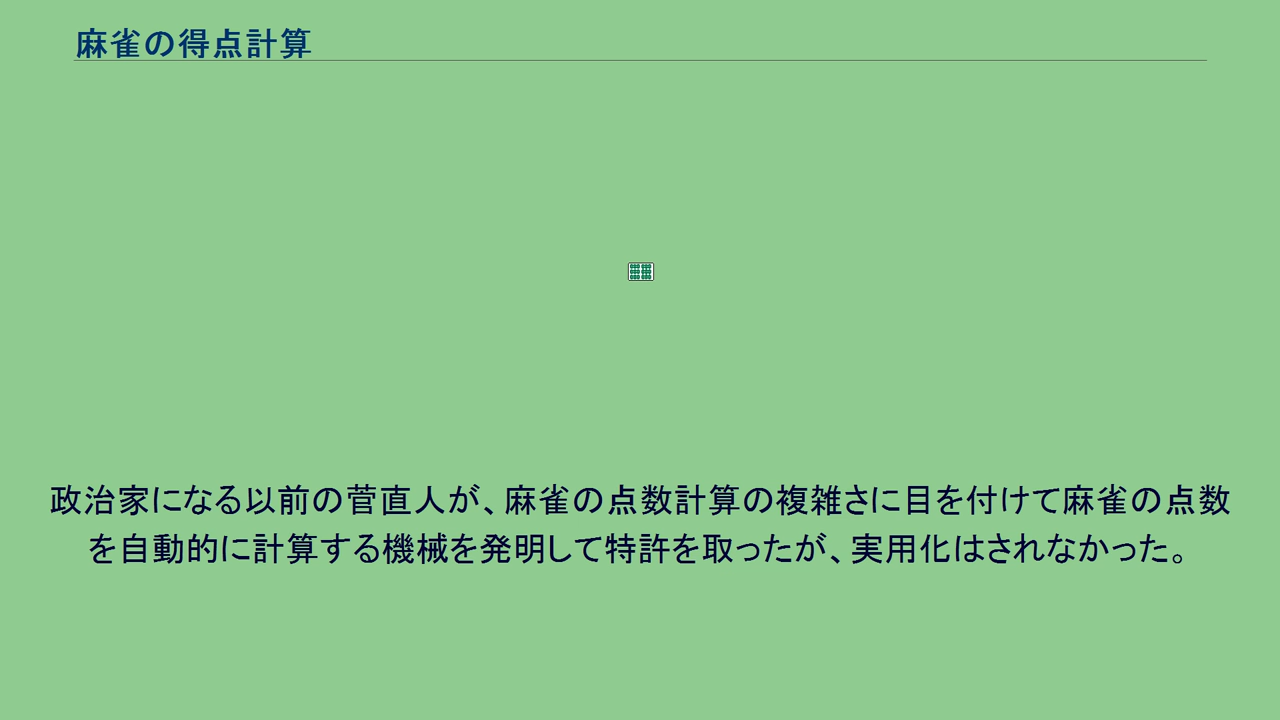 麻雀の得点計算
政治家になる以前の菅直人が、麻雀の点数計算の複雑さに目を付けて麻雀の点数
を自動的に計算する機械を発明して特許を取ったが、実用化はされなかった。